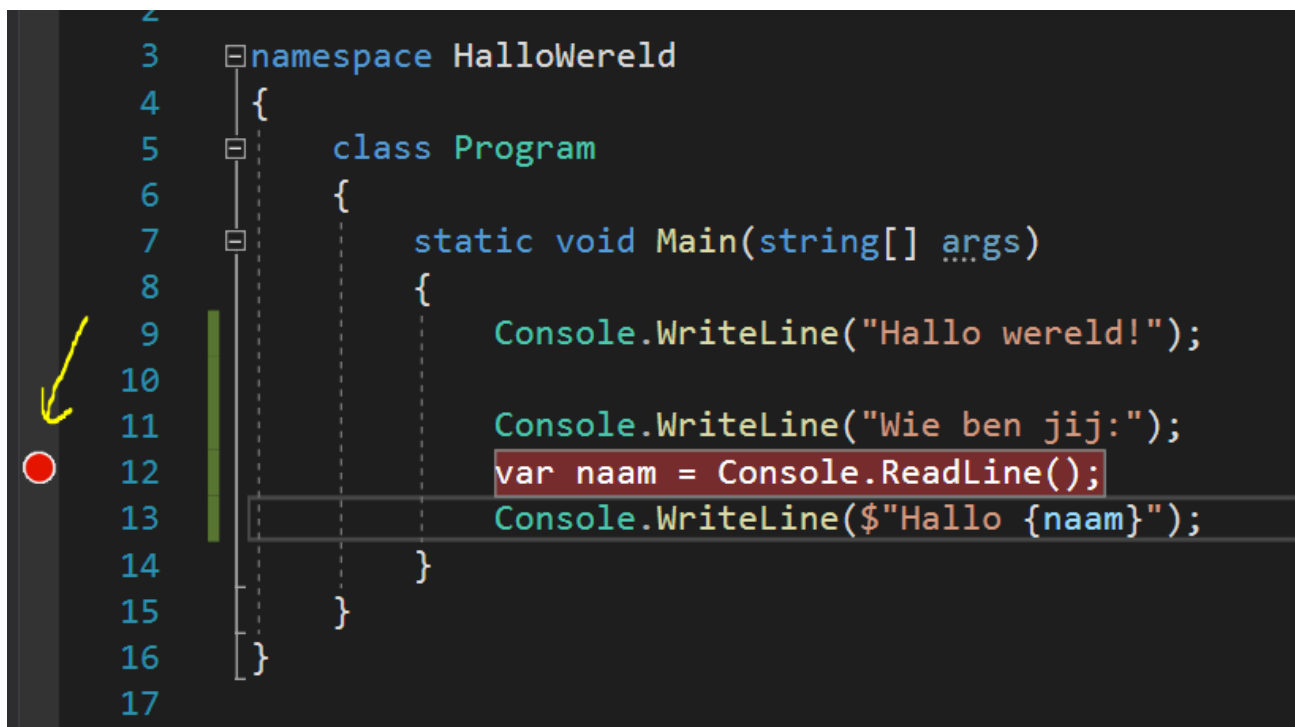 2
3 namespace HalloWereld
4 {
5 class Program
6 {
7 static void Main(string[] args)
8 {
9 Console.WriteLine("Hallo wereld!");
10
11 Console.WriteLine("Wie ben jij:");
12 var naam = Console.ReadLine();
13 Console.WriteLine($"Hallo {naam}");
14 }
15 }
16 }
17